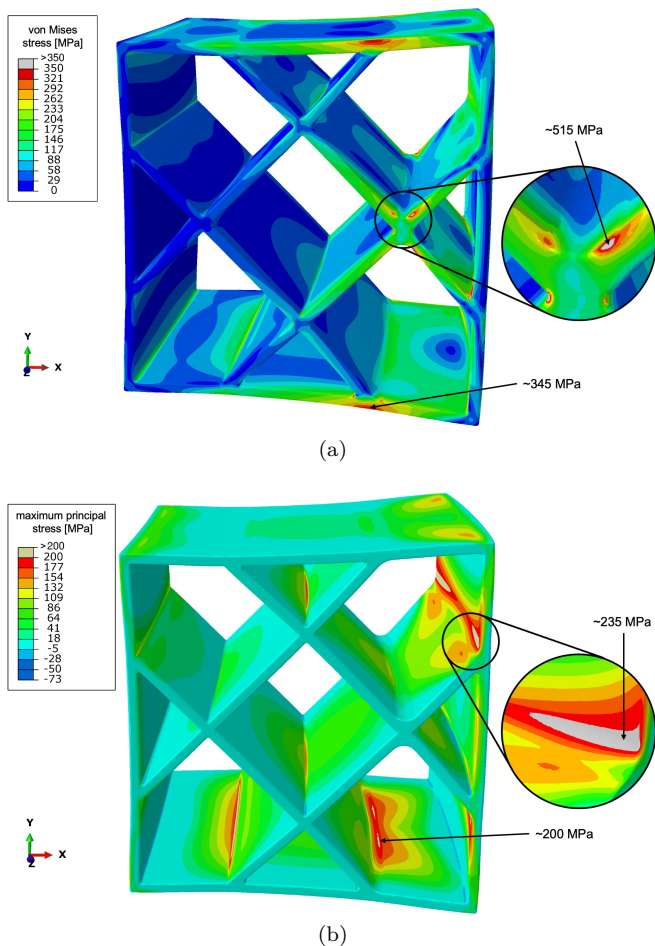 von Mises
stress [MPa]
>350
350
321
292
262
233
204
175
146
117
88
58
29
0
~515 MPa
Y
Z
X
~345 MPa
(a)
maximum principal
stress [MPa]
>200
200
177
154
132
109
86
64
41
18
-5
-28
-50
-73
~235 MPa
Y
Z
X
~200 MPa
(b)